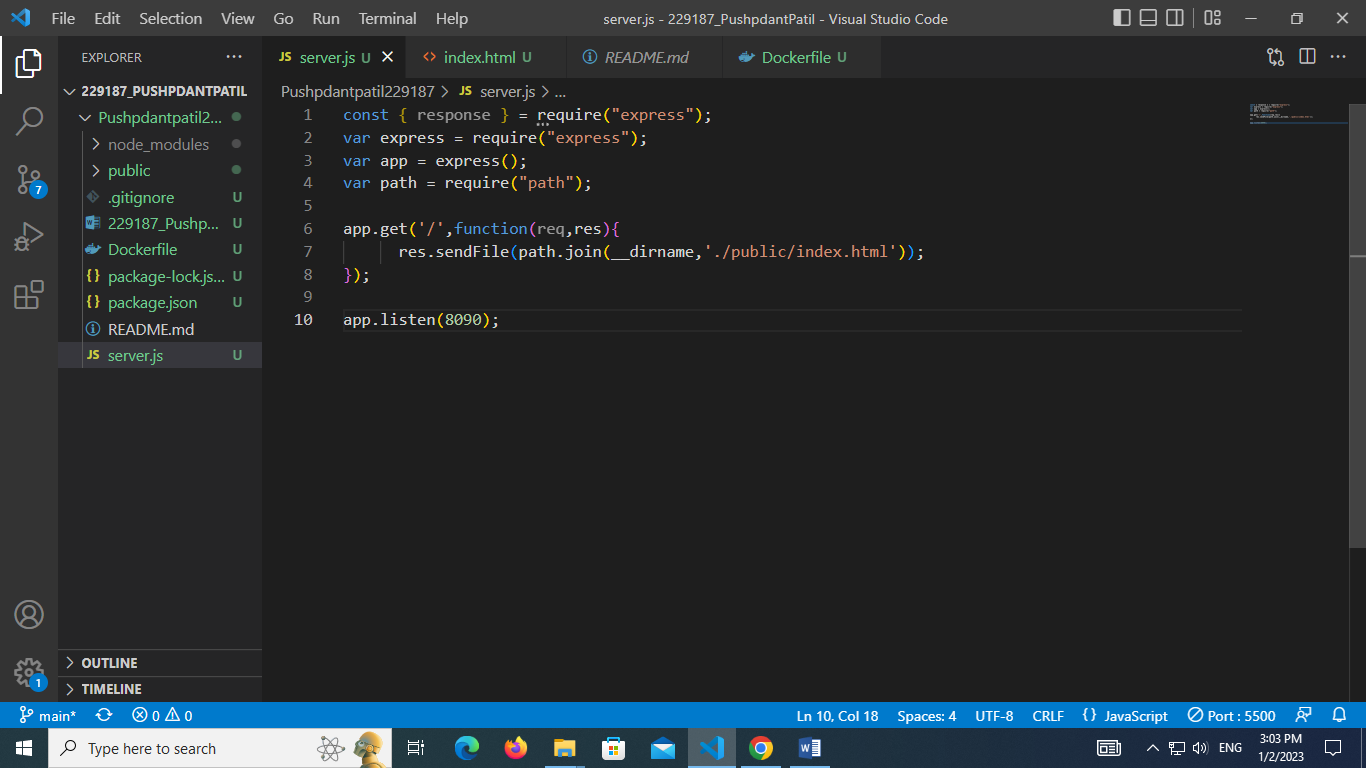 File Edit Selection View Go Run Terminal Help server.js - 229187_PushpdantPatil - Visual Studio Code
EXPLORER ...
JS server.js U
<> index.html U
README.md
Dockerfile U
229187_PUSHPDANTPATIL
Pushpdantpatil2...
node_modules
public
.gitignore U
229187_Pushp... U
Dockerfile U
{} package-lock.js... U
{} package.json U
README.md
JS server.js U
OUTLINE
TIMELINE
7
1
Pushpdantpatil229187 > JS server.js > ...
1 const { response } = require("express");
2 var express = require("express");
3 var app = express();
4 var path = require("path");
5
6 app.get('/',function(req,res){
7 res.sendFile(path.join(__dirname,'./public/index.html'));
8 });
9
10 app.listen(8090);
main* 0 0 Ln 10, Col 18 Spaces: 4 UTF-8 CRLF {} JavaScript Port : 5500
Type here to search
ENG
3:03 PM
1/2/2023